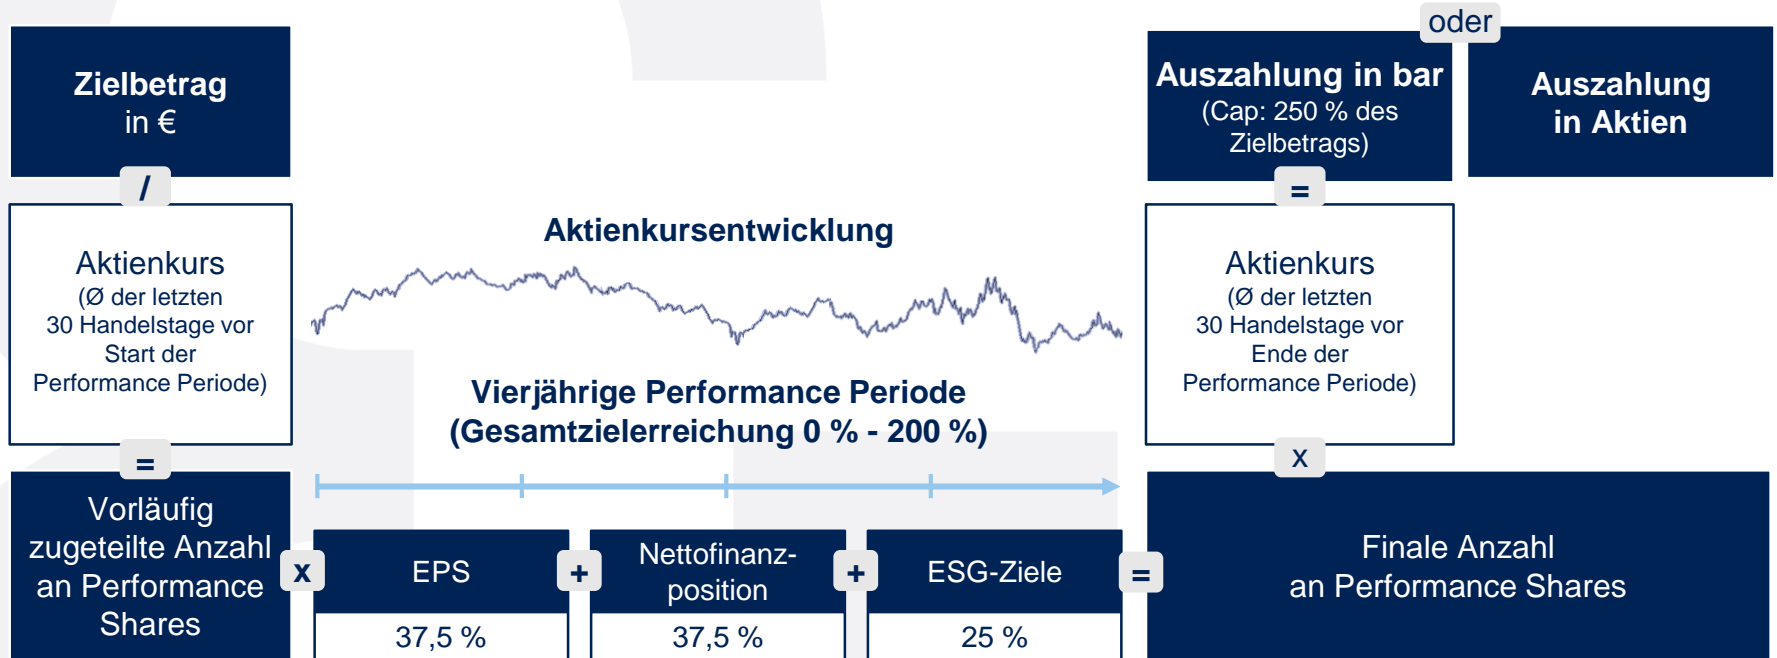 Zielbetrag
in €
/
Aktienkurs
(Ø der letzten
30 Handelstage vor
Start der
Performance Periode)
=
Vorläufig
zugeteilte Anzahl
an Performance
Shares
x
Aktienkursentwicklung
Vierjährige Performance Periode
(Gesamtzielerreichung 0 % - 200 %)
EPS
37,5 %
+
Nettofinanz-
position
37,5 %
+
ESG-Ziele
25 %
=
Finale Anzahl
an Performance Shares
x
Aktienkurs
(Ø der letzten
30 Handelstage vor
Ende der
Performance Periode)
=
Auszahlung in bar
(Cap: 250 % des
Zielbetrags)
oder
Auszahlung
in Aktien